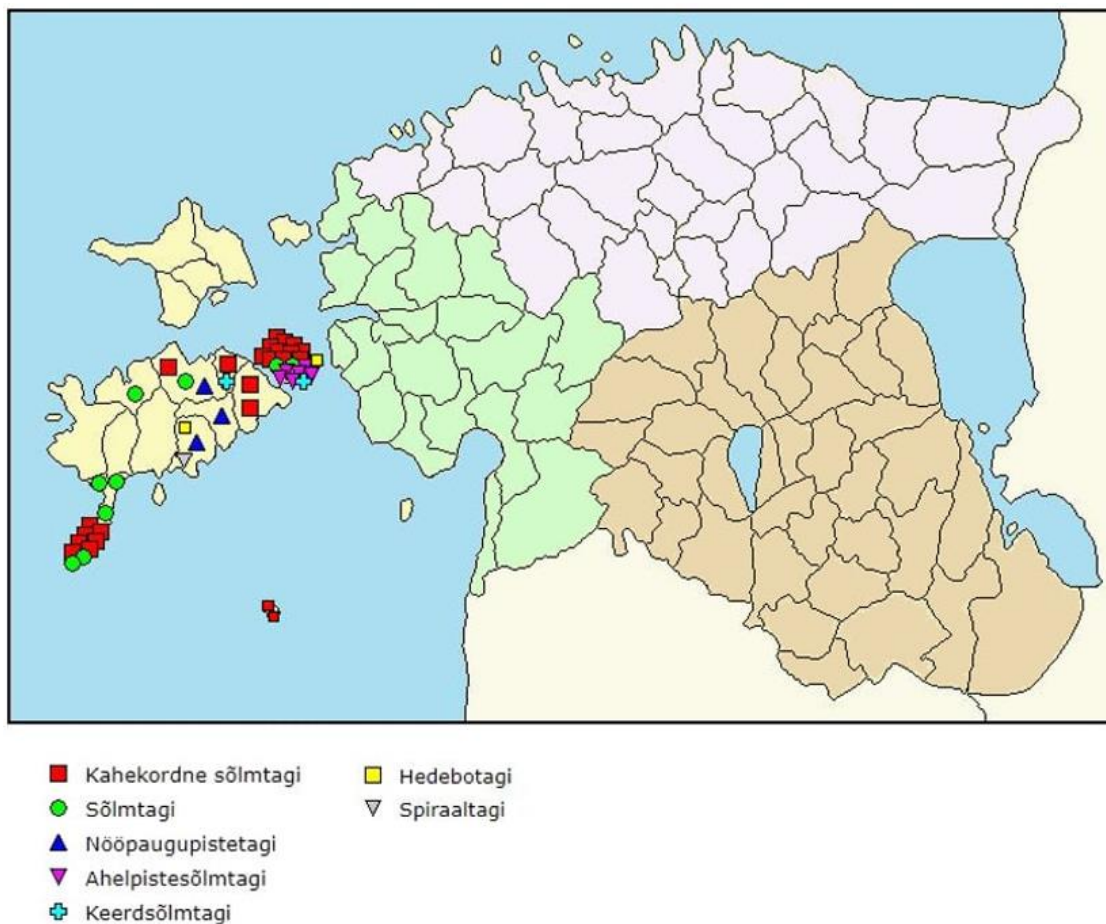 Kahekordne sõlmtagi
Sõlmtagi
Nööpaugupistetagi
Ahelpistesõlmtagi
Keerdsõlmtagi
Hedebotagi
Spiraaltagi